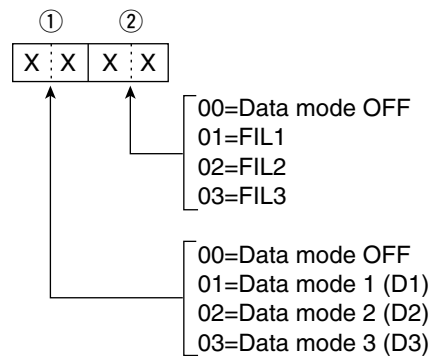 ① ②
X X X X
00=Data mode OFF
01=FIL1
02=FIL2
03=FIL3
00=Data mode OFF
01=Data mode 1 (D1)
02=Data mode 2 (D2)
03=Data mode 3 (D3)